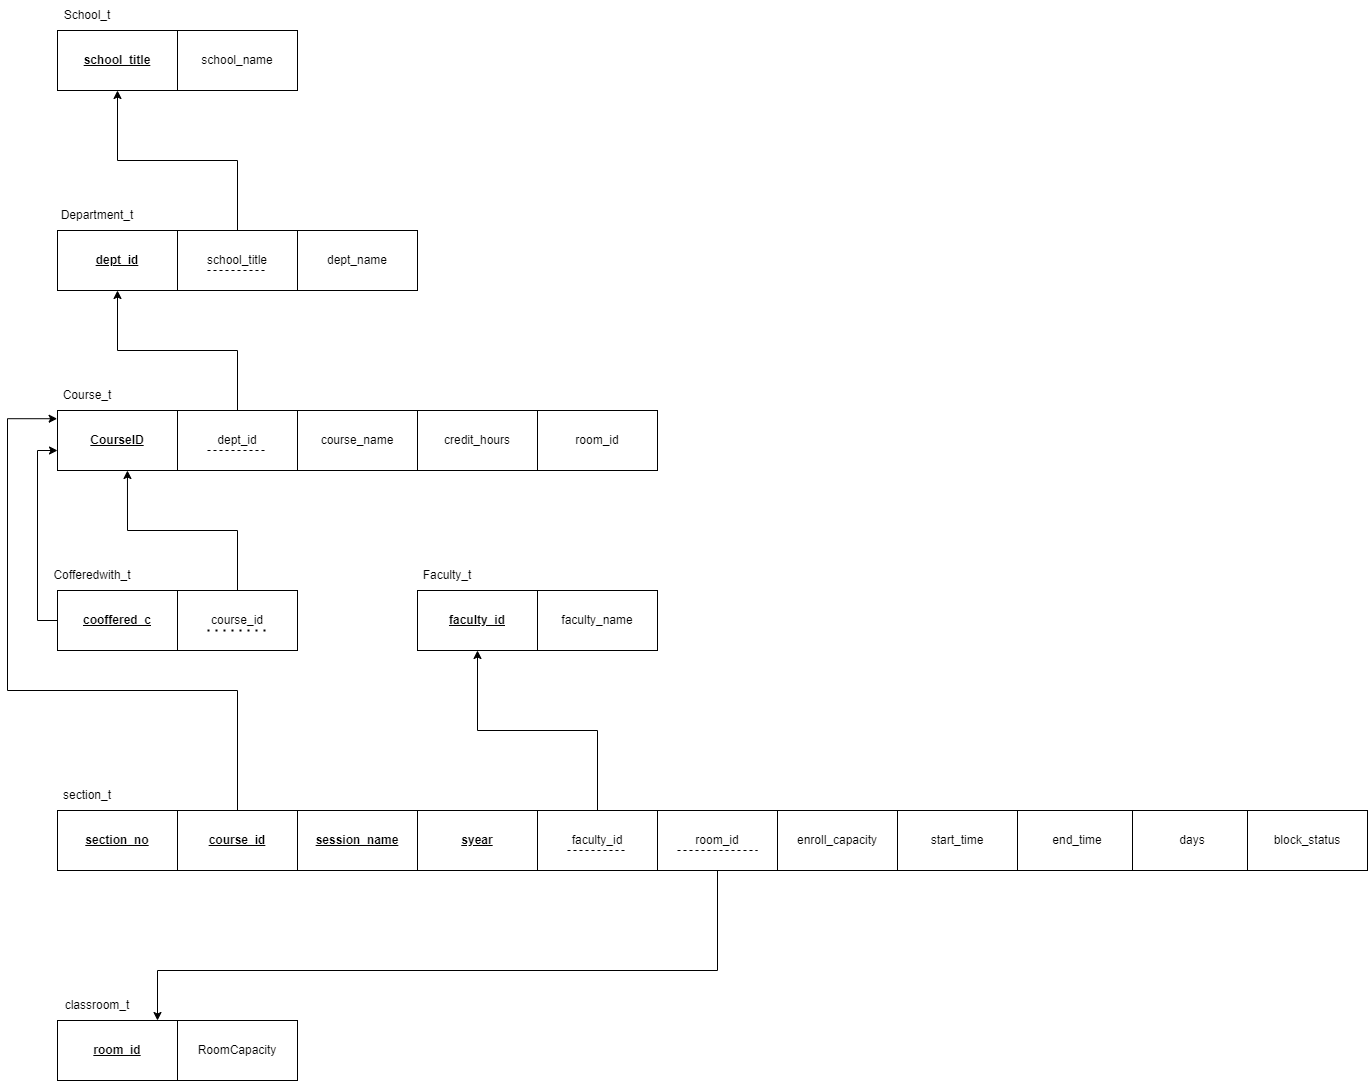 School_t
school_title school_name
Department_t
dept_id school_title dept_name
Course_t
CourseID dept_id course_name credit_hours room_id
Cofferedwith_t Faculty_t
cooffered_c course_id faculty_id faculty_name
section_t
section_no course_id session_name syear faculty_id room_id enroll_capacity start_time end_time days block_status
classroom_t
room_id RoomCapacity